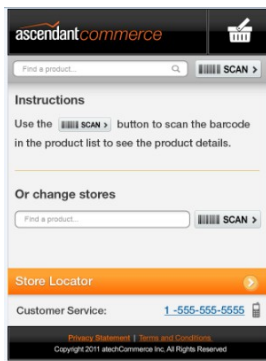 ascendantcommerce
Find a product... SCAN >
Instructions
Use the SCAN > button to scan the barcode
in the product list to see the product details.
Or change stores
Find a product... SCAN >
Store Locator
Customer Service: 1 -555-555-5555
Privacy Statement | Terms and Conditions
Copyright 2011 atechCommerce Inc, All Rights Reserved